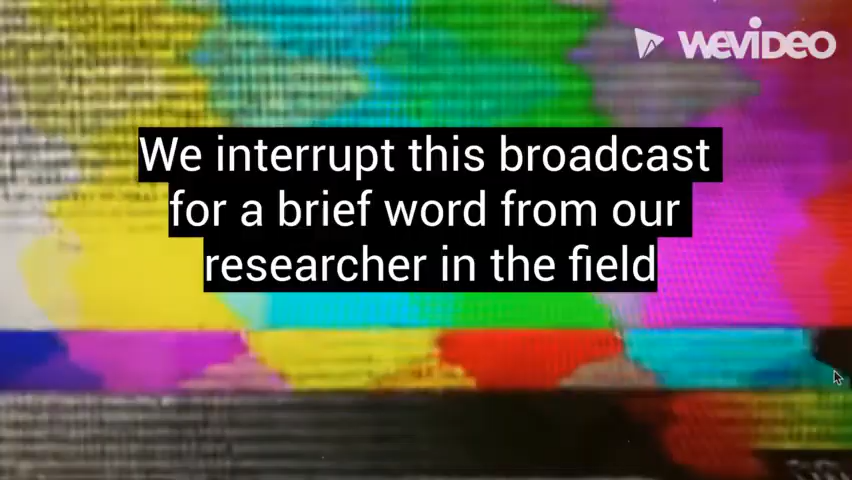 WEVIDEO
We interrupt this broadcast
for a brief word from our
researcher in the field